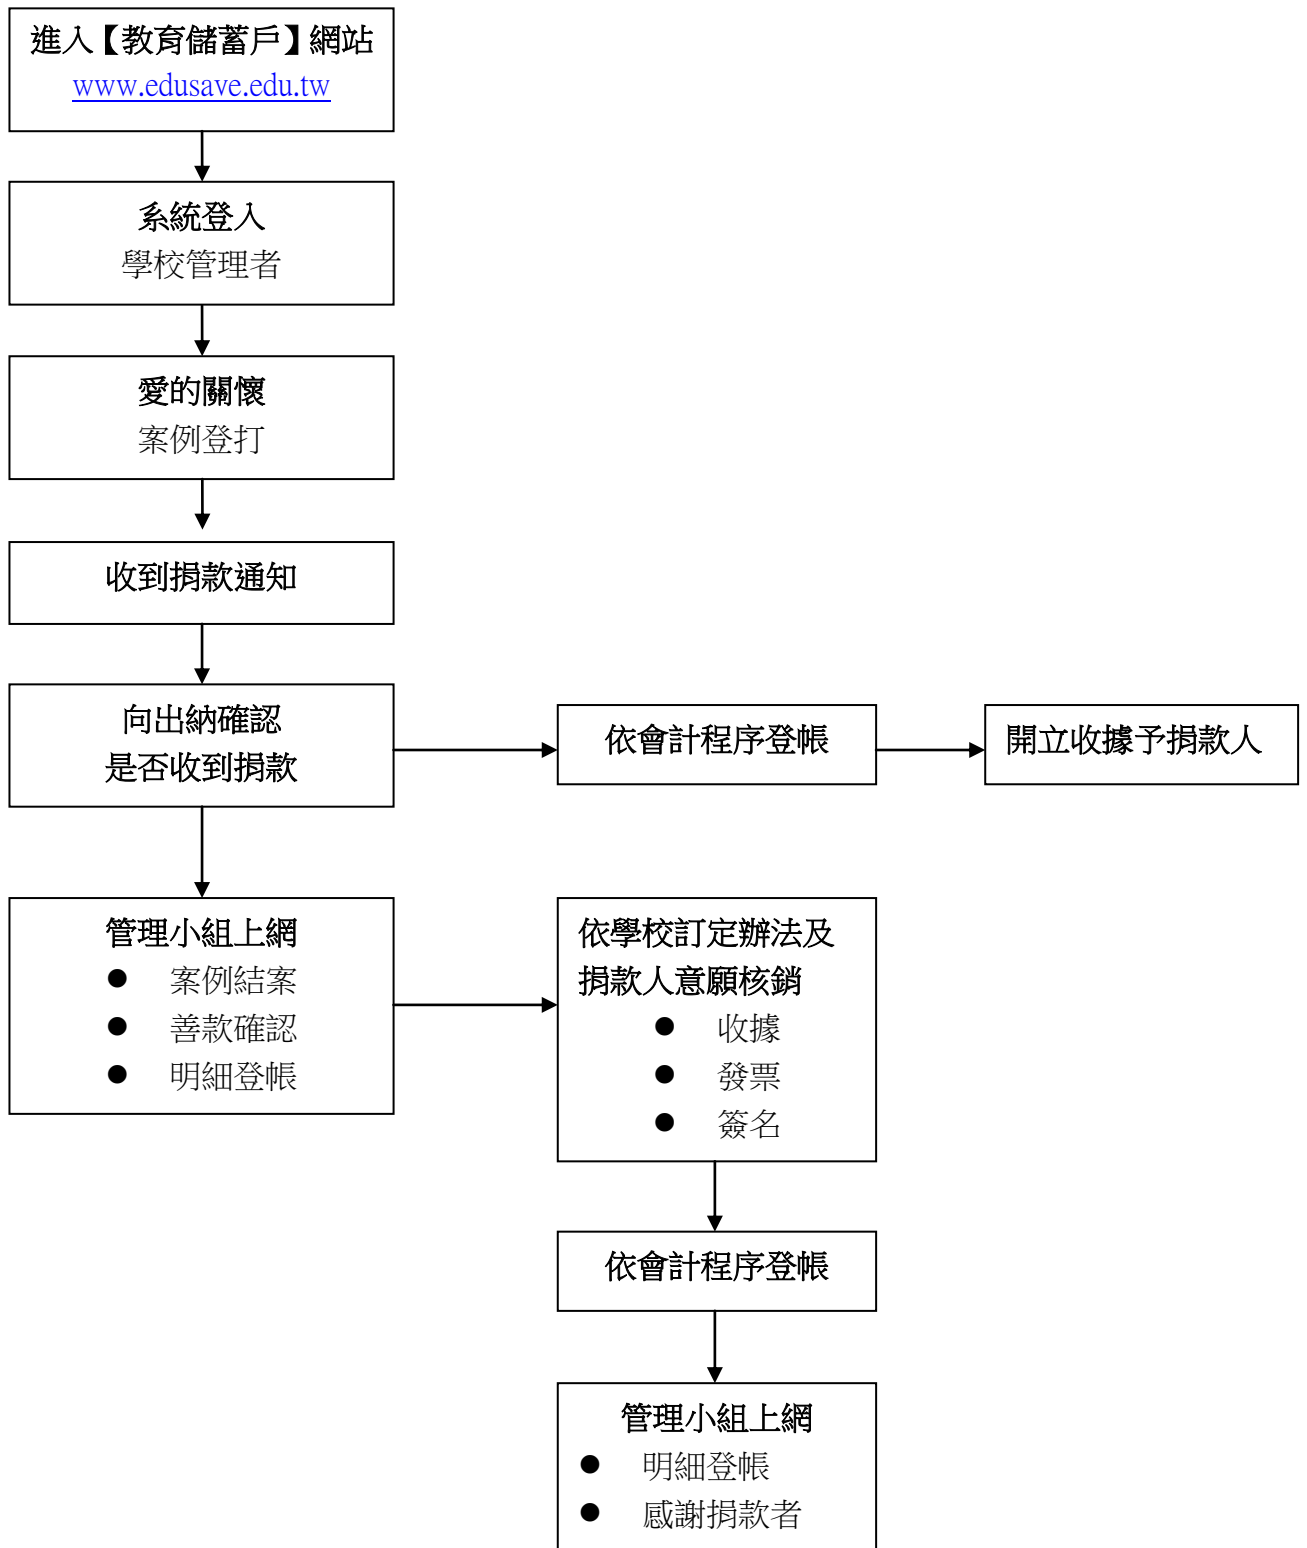 進入【教育儲蓄戶】網站
www.edusave.edu.tw
系統登入
學校管理者
愛的關懷
案例登打
收到捐款通知
向出納確認
是否收到捐款
依會計程序登帳
開立收據予捐款人
管理小組上網
● 案例結案
● 善款確認
● 明細登帳
依學校訂定辦法及
捐款人意願核銷
● 收據
● 發票
● 簽名
依會計程序登帳
管理小組上網
● 明細登帳
● 感謝捐款者